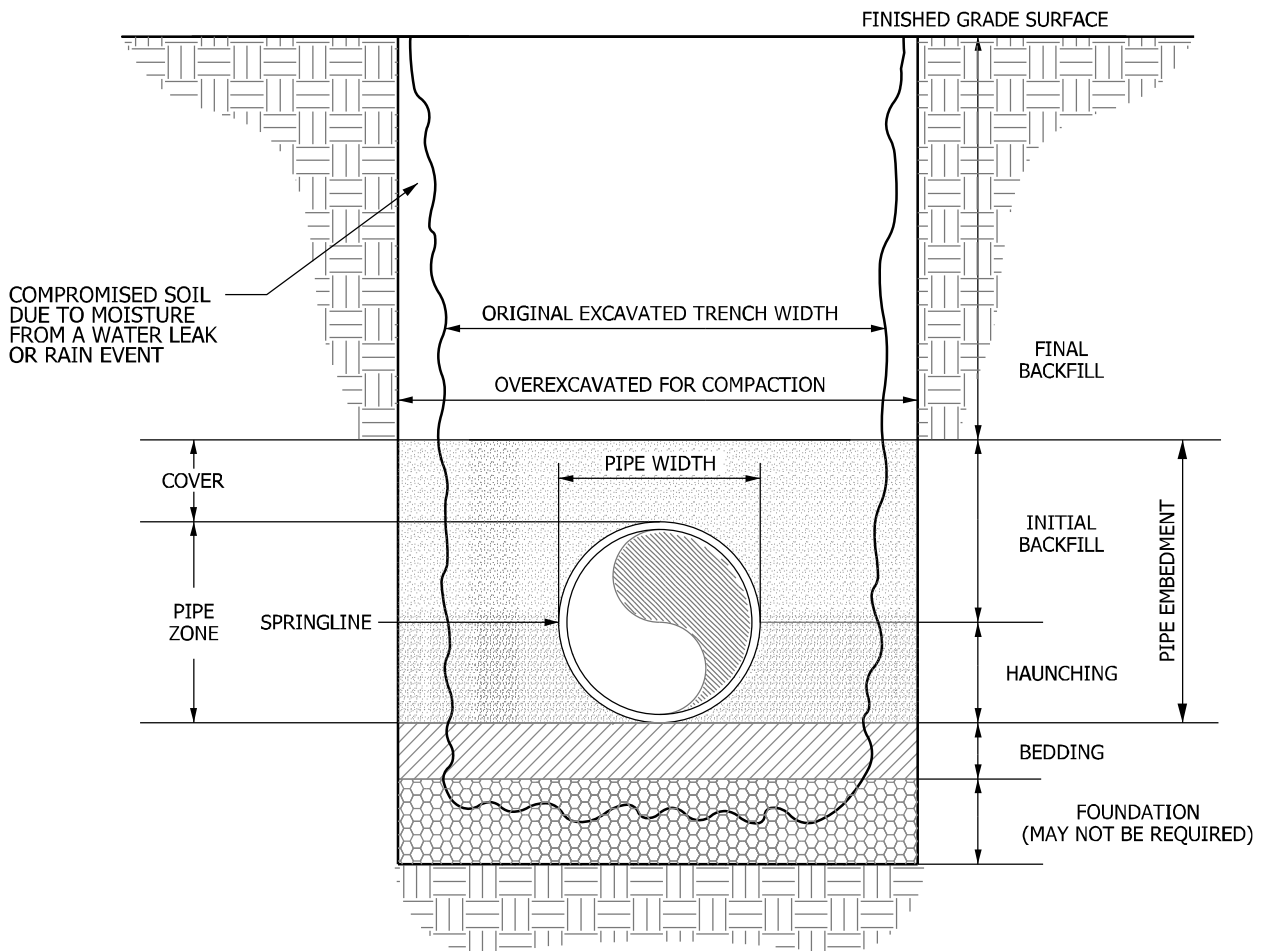 FINISHED GRADE SURFACE
COMPROMISED SOIL
DUE TO MOISTURE
FROM A WATER LEAK
OR RAIN EVENT
ORIGINAL EXCAVATED TRENCH WIDTH
OVEREXCAVATED FOR COMPACTION
FINAL
BACKFILL
COVER
PIPE WIDTH
INITIAL
BACKFILL
PIPE EMBEDMENT
PIPE
ZONE
SPRINGLINE
HAUNCHING
BEDDING
FOUNDATION
(MAY NOT BE REQUIRED)